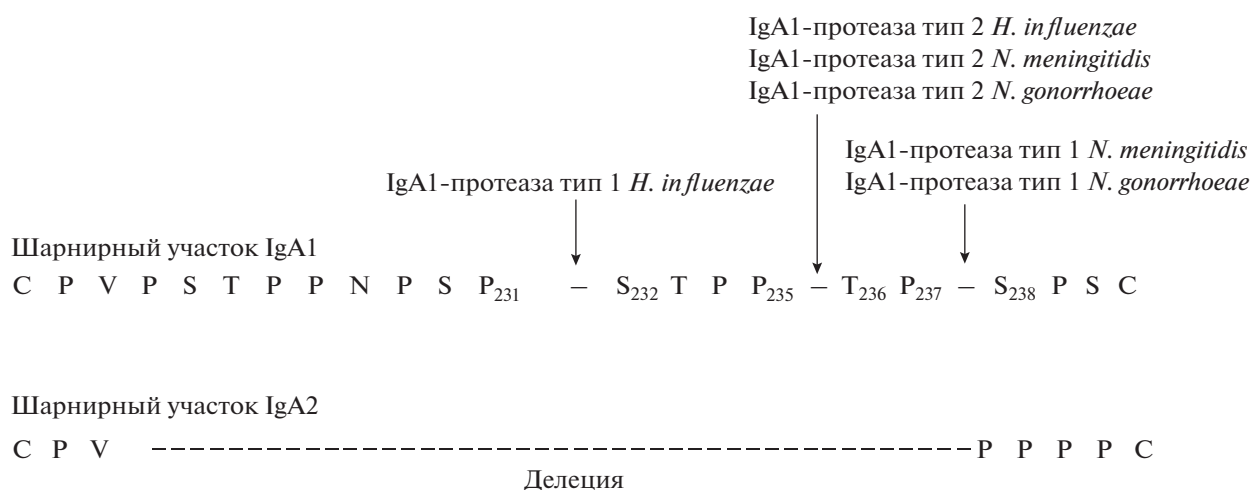 IgA1-протеаза тип 2 H. influenzae
IgA1-протеаза тип 2 N. meningitidis
IgA1-протеаза тип 2 N. gonorrhoeae
IgA1-протеаза тип 1 N. meningitidis
IgA1-протеаза тип 1 N. gonorrhoeae
IgA1-протеаза тип 1 H. influenzae
Шарнирный участок IgA1
C P V P S T P P N P S P231 – S232 T P P235 – T236 P237 – S238 P S C
Шарнирный участок IgA2
C P V – – – – – – – – – – – – – – – – – – – – – – – – – – – – – – – – – – – – – – – – P P P P C
Делеция